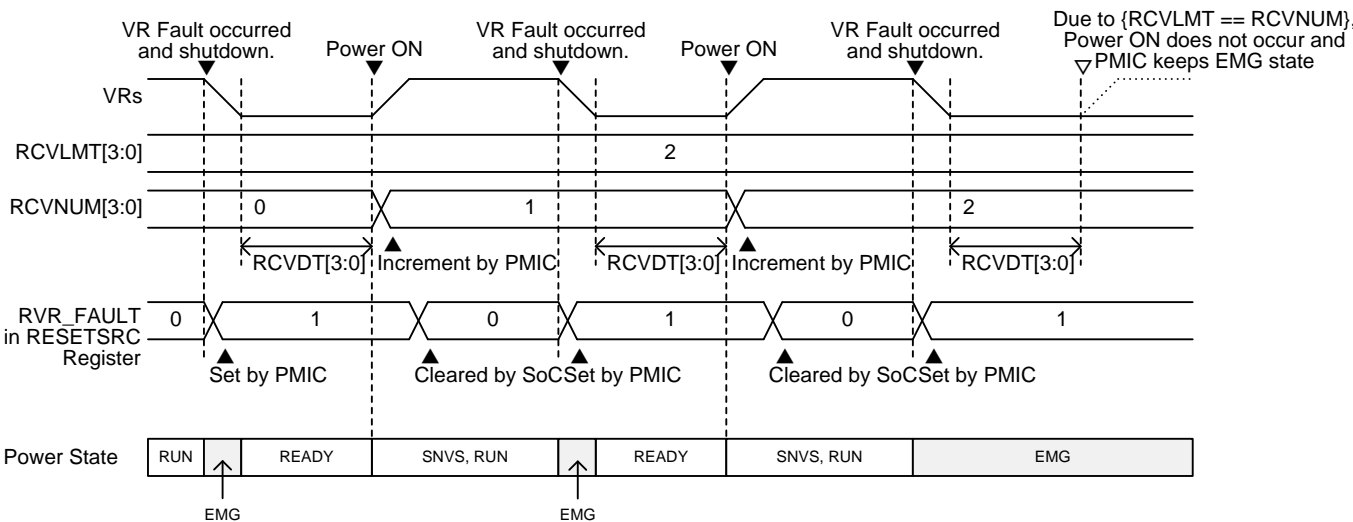 VR Fault occurred
and shutdown.
Power ON
VR Fault occurred
and shutdown.
Power ON
VR Fault occurred
and shutdown.
Due to {RCVLMT == RCVNUM},
Power ON does not occur and
PMIC keeps EMG state
VRs
RCVLMT[3:0]
2
RCVNUM[3:0]
0
1
2
RCVDT[3:0]
Increment by PMIC
RCVDT[3:0]
Increment by PMIC
RCVDT[3:0]
RVR_FAULT
in RESETSRC
Register
0
1
0
1
0
1
Set by PMIC
Cleared by SoC
Set by PMIC
Cleared by SoC
Set by PMIC
Power State
RUN
READY
SNVS, RUN
READY
SNVS, RUN
EMG
EMG
EMG